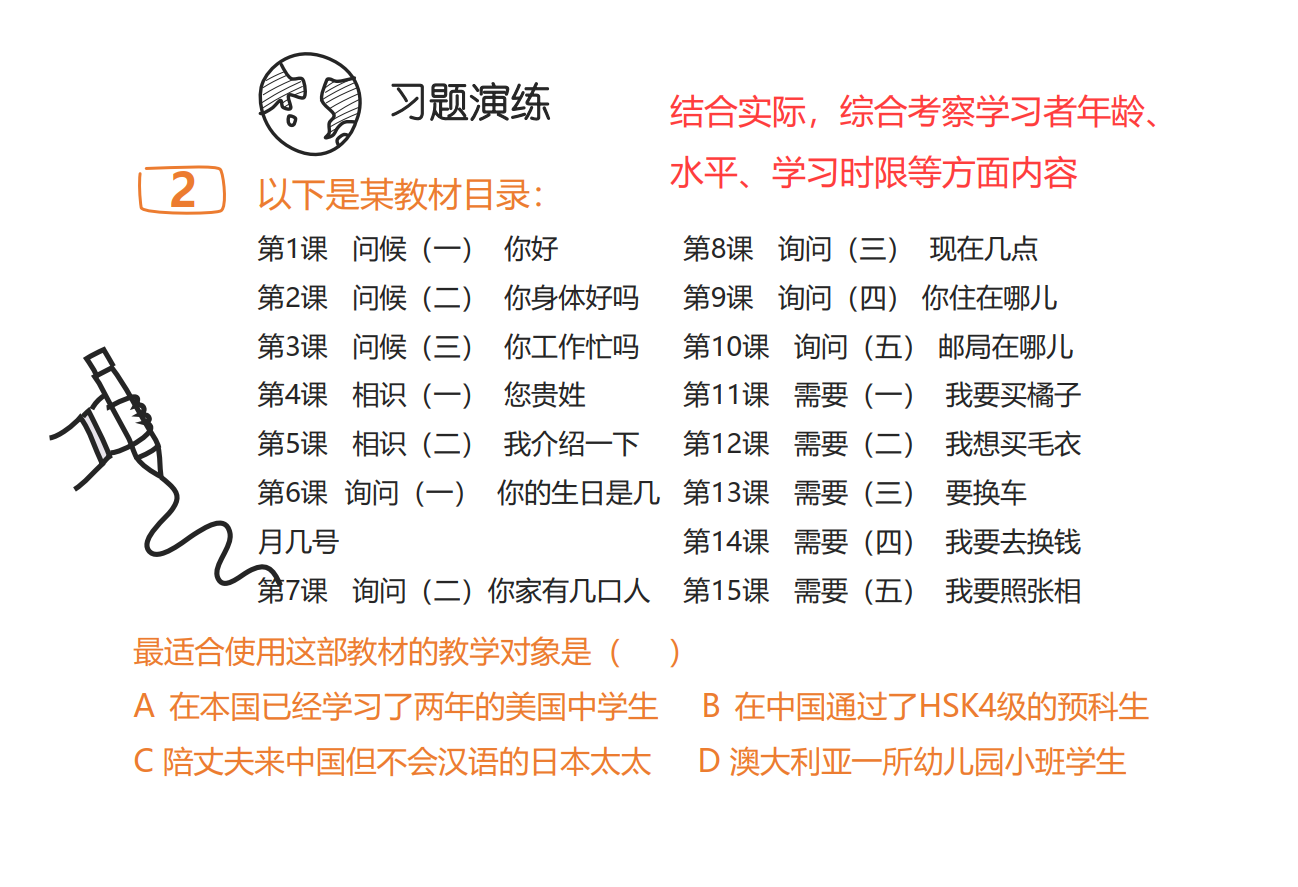 习题演练
结合实际，综合考察学习者年龄、
水平、学习时限等方面内容
2 以下是某教材目录：
第1课 问候（一） 你好
第2课 问候（二） 你身体好吗
第3课 问候（三） 你工作忙吗
第4课 相识（一） 您贵姓
第5课 相识（二） 我介绍一下
第6课 询问（一） 你的生日是几
月几号
第7课 询问（二）你家有几口人
第8课 询问（三） 现在几点
第9课 询问（四） 你住在哪儿
第10课 询问（五） 邮局在哪儿
第11课 需要（一） 我要买橘子
第12课 需要（二） 我想买毛衣
第13课 需要（三） 要换车
第14课 需要（四） 我要去换钱
第15课 需要（五） 我要照张相
最适合使用这部教材的教学对象是（ ）
A 在本国已经学习了两年的美国中学生 B 在中国通过了HSK4级的预科生
C 陪丈夫来中国但不会汉语的日本太太 D 澳大利亚一所幼儿园小班学生